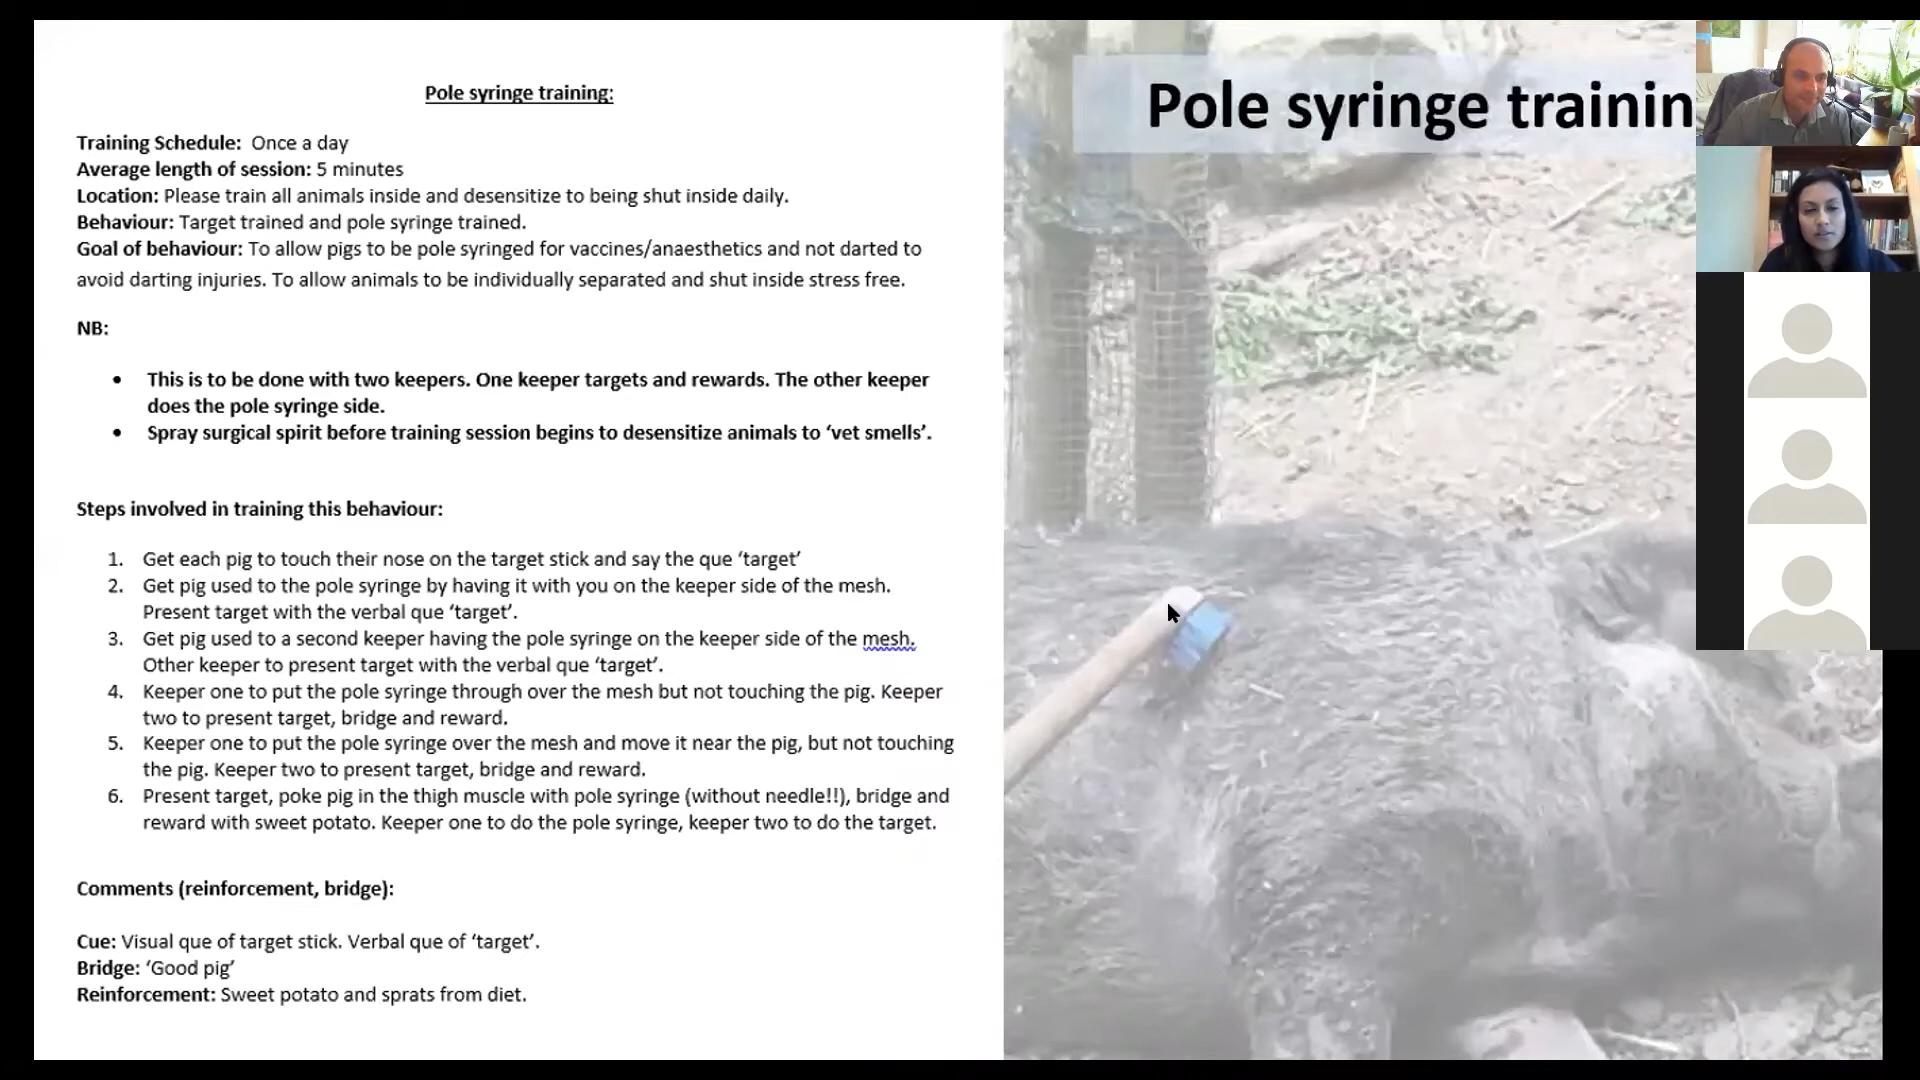 Pole syringe training:
Training Schedule: Once a day
Average length of session: 5 minutes
Location: Please train all animals inside and desensitize to being shut inside daily.
Behaviour: Target trained and pole syringe trained.
Goal of behaviour: To allow pigs to be pole syringed for vaccines/anaesthetics and not darted to
avoid darting injuries. To allow animals to be individually separated and shut inside stress free.
NB:
• This is to be done with two keepers. One keeper targets and rewards. The other keeper
does the pole syringe side.
• Spray surgical spirit before training session begins to desensitize animals to ‘vet smells’.
Steps involved in training this behaviour:
1. Get each pig to touch their nose on the target stick and say the que ‘target’
2. Get pig used to the pole syringe by having it with you on the keeper side of the mesh.
Present target with the verbal que ‘target’.
3. Get pig used to a second keeper having the pole syringe on the keeper side of the mesh.
Other keeper to present target with the verbal que ‘target’.
4. Keeper one to put the pole syringe through over the mesh but not touching the pig. Keeper
two to present target, bridge and reward.
5. Keeper one to put the pole syringe over the mesh and move it near the pig, but not touching
the pig. Keeper two to present target, bridge and reward.
6. Present target, poke pig in the thigh muscle with pole syringe (without needle!!), bridge and
reward with sweet potato. Keeper one to do the pole syringe, keeper two to do the target.
Comments (reinforcement, bridge):
Cue: Visual que of target stick. Verbal que of ‘target’.
Bridge: ‘Good pig’
Reinforcement: Sweet potato and sprats from diet.
Pole syringe trainin